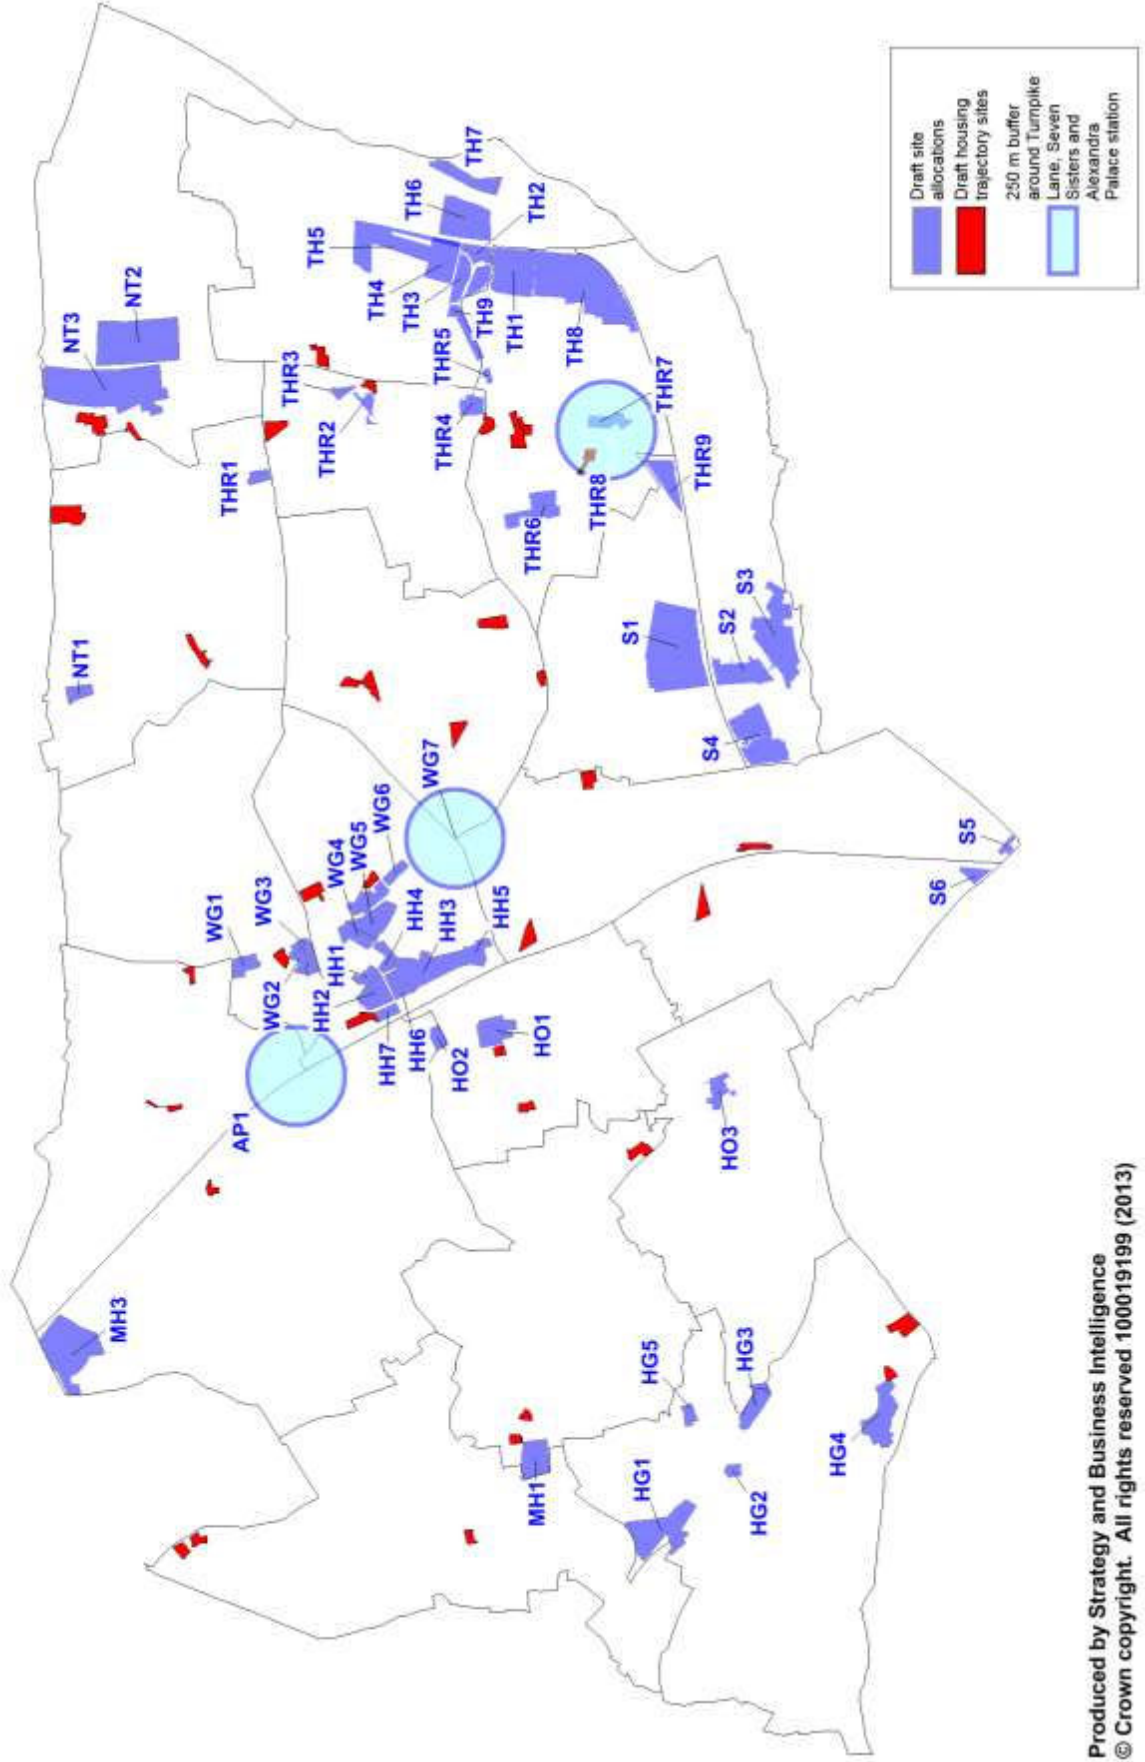 MH3
MH1
HG1
HG2
HG5
HG3
HG4
AP1
HO2
HO1
HO3
WG1
WG3
WG2
HH1
HH2
HH7
HH6
WG4
WG5
WG6
WG7
HH4
HH3
HH5
NT1
NT3
NT2
THR1
THR3
THR2
THR4
THR5
THR6
THR8
THR7
THR9
TH5
TH4
TH3
TH9
TH1
TH8
TH6
TH7
TH2
S1
S2
S3
S4
S5
S6
Draft site
allocations
Draft housing
trajectory sites
250 m buffer
around Turnpike
Lane, Seven
Sisters and
Alexandra
Palace station
Produced by Strategy and Business Intelligence
© Crown copyright. All rights reserved 100019199 (2013)